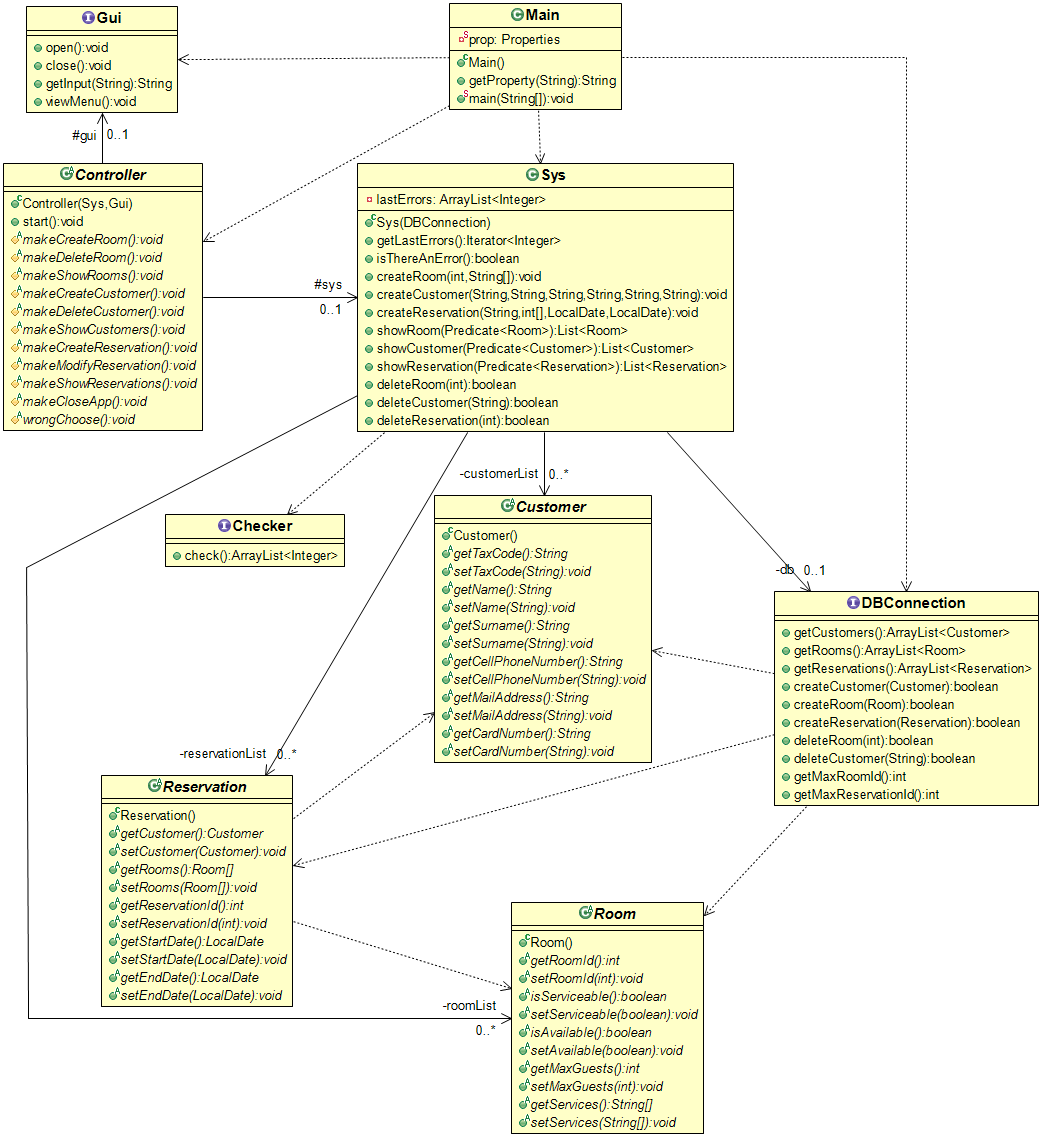 Gui
open():void
close():void
getInput(String):String
viewMenu():void
Main
prop: Properties
Main()
getProperty(String):String
main(String[]):void
#gui
0..1
Controller
Controller(Sys,Gui)
start():void
makeCreateRoom():void
makeDeleteRoom():void
makeShowRooms():void
makeCreateCustomer():void
makeDeleteCustomer():void
makeShowCustomers():void
makeCreateReservation():void
makeModifyReservation():void
makeShowReservations():void
makeCloseApp():void
wrongChoose():void
#sys
0..1
Sys
lastErrors: ArrayList<Integer>
Sys(DBConnection)
getLastErrors():Iterator<Integer>
isThereAnError():boolean
createRoom(int,String[]):void
createCustomer(String,String,String,String,String,String):void
createReservation(String,int[],LocalDate,LocalDate):void
showRoom(Predicate<Room>):List<Room>
showCustomer(Predicate<Customer>):List<Customer>
showReservation(Predicate<Reservation>):List<Reservation>
deleteRoom(int):boolean
deleteCustomer(String):boolean
deleteReservation(int):boolean
-customerList
0..*
Checker
check():ArrayList<Integer>
Customer
Customer()
getTaxCode():String
setTaxCode(String):void
getName():String
setName(String):void
getSurname():String
setSurname(String):void
getCellPhoneNumber():String
setCellPhoneNumber(String):void
getMailAddress():String
setMailAddress(String):void
getCardNumber():String
setCardNumber(String):void
-db
0..1
DBConnection
getCustomers():ArrayList<Customer>
getRooms():ArrayList<Room>
getReservations():ArrayList<Reservation>
createCustomer(Customer):boolean
createRoom(Room):boolean
createReservation(Reservation):boolean
deleteRoom(int):boolean
deleteCustomer(String):boolean
getMaxRoomId():int
getMaxReservationId():int
-reservationList
0..*
Reservation
Reservation()
getCustomer():Customer
setCustomer(Customer):void
getRooms():Room[]
setRooms(Room[]):void
getReservationId():int
setReservationId(int):void
getStartDate():LocalDate
setStartDate(LocalDate):void
getEndDate():LocalDate
setEndDate(LocalDate):void
-roomList
0..*
Room
Room()
getRoomId():int
setRoomId(int):void
isServiceable():boolean
setServiceable(boolean):void
isAvailable():boolean
setAvailable(boolean):void
getMaxGuests():int
setMaxGuests(int):void
getServices():String[]
setServices(String[]):void